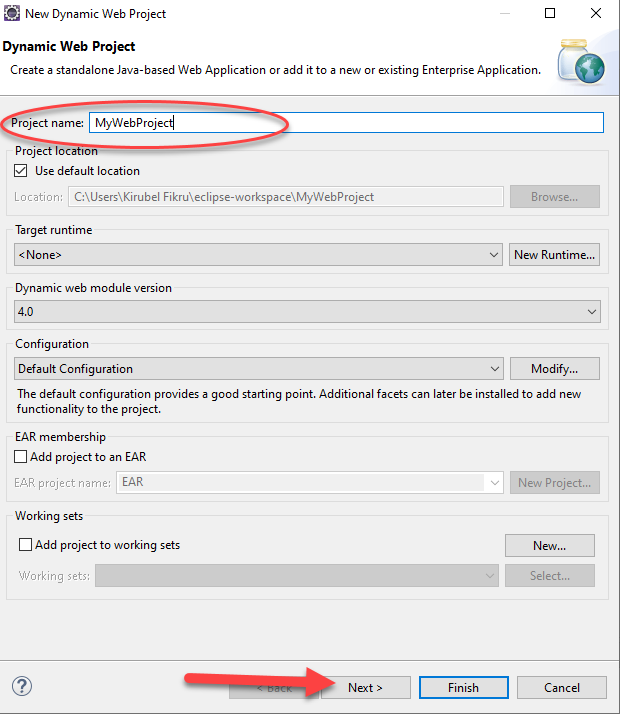 New Dynamic Web Project
Dynamic Web Project
Create a standalone Java-based Web Application or add it to a new or existing Enterprise Application.
Project name: MyWebProject
Project location
Use default location
Location: C:\Users\Kirubel Fikru\eclipse-workspace\MyWebProject Browse...
Target runtime
<None> New Runtime...
Dynamic web module version
4.0
Configuration
Default Configuration Modify...
The default configuration provides a good starting point. Additional facets can later be installed to add new
functionality to the project.
EAR membership
Add project to an EAR
EAR project name: EAR New Project...
Working sets
Add project to working sets New...
Working sets: Select...
? < Back Next > Finish Cancel